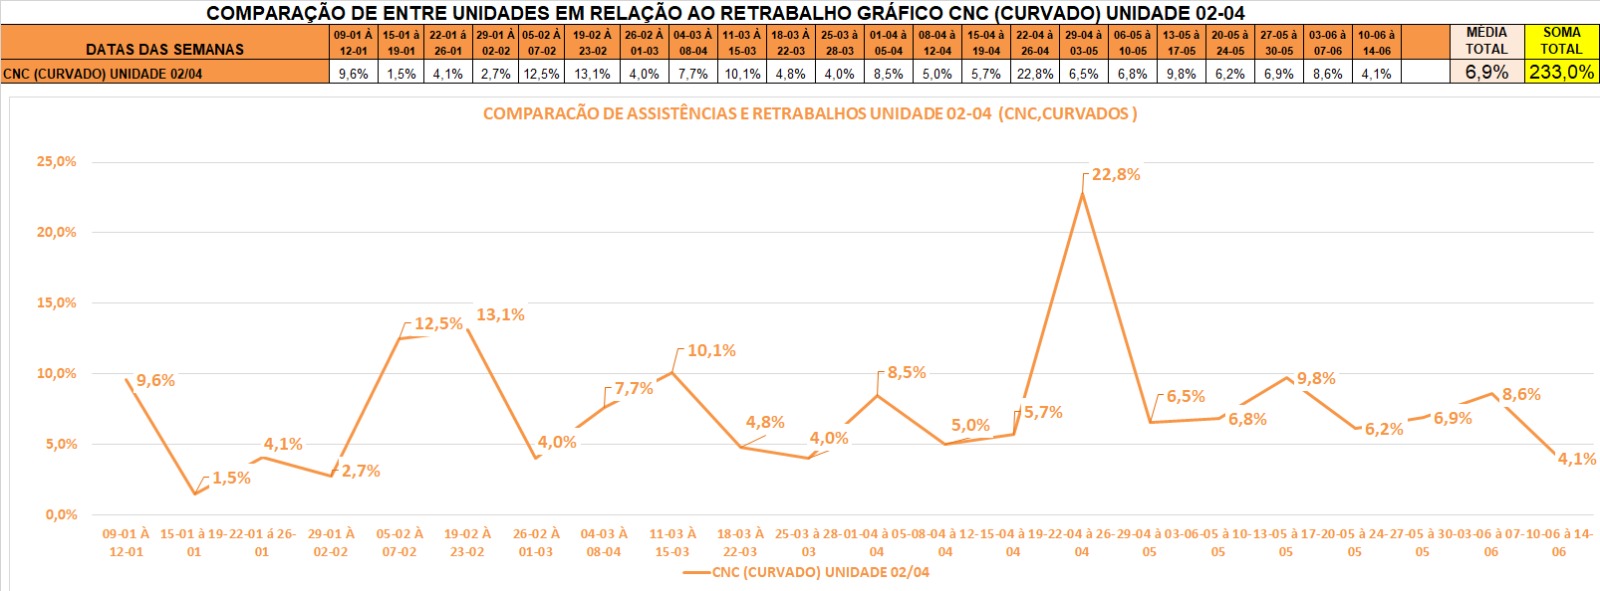 COMPARAÇÃO DE ENTRE UNIDADES EM RELAÇÃO AO RETRABALHO GRÁFICO CNC (CURVADO) UNIDADE 02-04
DATAS DAS SEMANAS 09-01 À 12-01 15-01 à 19-01 22-01 á 26-01 29-01 À 02-02 05-02 À 07-02 19-02 À 23-02 26-02 À 01-03 04-03 À 08-04 11-03 À 15-03 18-03 À 22-03 25-03 à 28-03 01-04 à 05-04 08-04 à 12-04 15-04 à 19-04 22-04 à 26-04 29-04 à 03-05 06-05 à 10-05 13-05 à 17-05 20-05 à 24-05 27-05 à 30-05 03-06 à 07-06 10-06 à 14-06 MÉDIA TOTAL SOMA TOTAL
CNC (CURVADO) UNIDADE 02/04 9,6% 1,5% 4,1% 2,7% 12,5% 13,1% 4,0% 7,7% 10,1% 4,8% 4,0% 8,5% 5,0% 5,7% 22,8% 6,5% 6,8% 9,8% 6,2% 6,9% 8,6% 4,1% 6,9% 233,0%
COMPARACÃO DE ASSISTÊNCIAS E RETRABALHOS UNIDADE 02-04 (CNC,CURVADOS )
25,0%
22,8%
20,0%
15,0%
12,5% 13,1%
10,0%
9,6% 7,7% 10,1% 8,5% 6,5% 9,8% 8,6%
5,0%
4,1% 4,0% 4,8% 4,0% 5,0% 5,7% 6,8% 6,2% 6,9% 4,1%
1,5% 2,7%
0,0%
09-01 À 15-01 à 19- 22-01 á 26- 29-01 À 05-02 À 19-02 À 26-02 À 04-03 À 11-03 À 18-03 À 25-03 à 28- 01-04 à 05- 08-04 à 12- 15-04 à 19- 22-04 à 26- 29-04 à 03- 06-05 à 10- 13-05 à 17- 20-05 à 24- 27-05 à 30- 03-06 à 07- 10-06 à 14-
12-01 01 01 02-02 07-02 23-02 01-03 08-04 15-03 22-03 03 04 04 04 04 05 05 05 05 05 06 06
CNC (CURVADO) UNIDADE 02/04